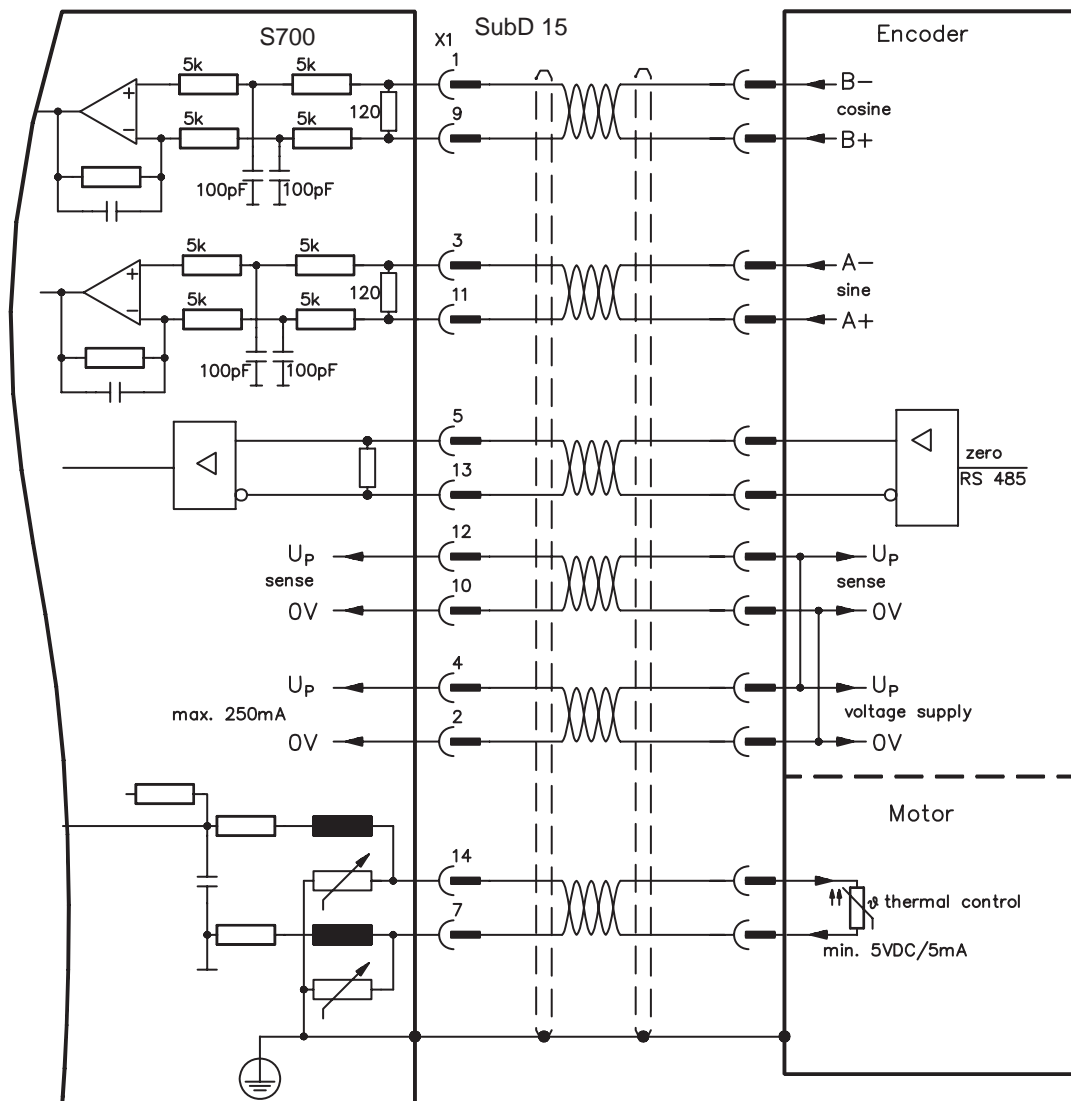 S700
X1
SubD 15
Encoder
5k
5k
1
B-
120
cosine
5k
5k
9
B+
100pF
100pF
5k
5k
3
A-
120
sine
5k
5k
11
A+
100pF
100pF
5
zero
13
RS 485
UP
12
UP
sense
sense
0V
10
0V
UP
4
UP
max. 250mA
voltage supply
0V
2
0V
Motor
14
ϑ thermal control
7
min. 5VDC/5mA